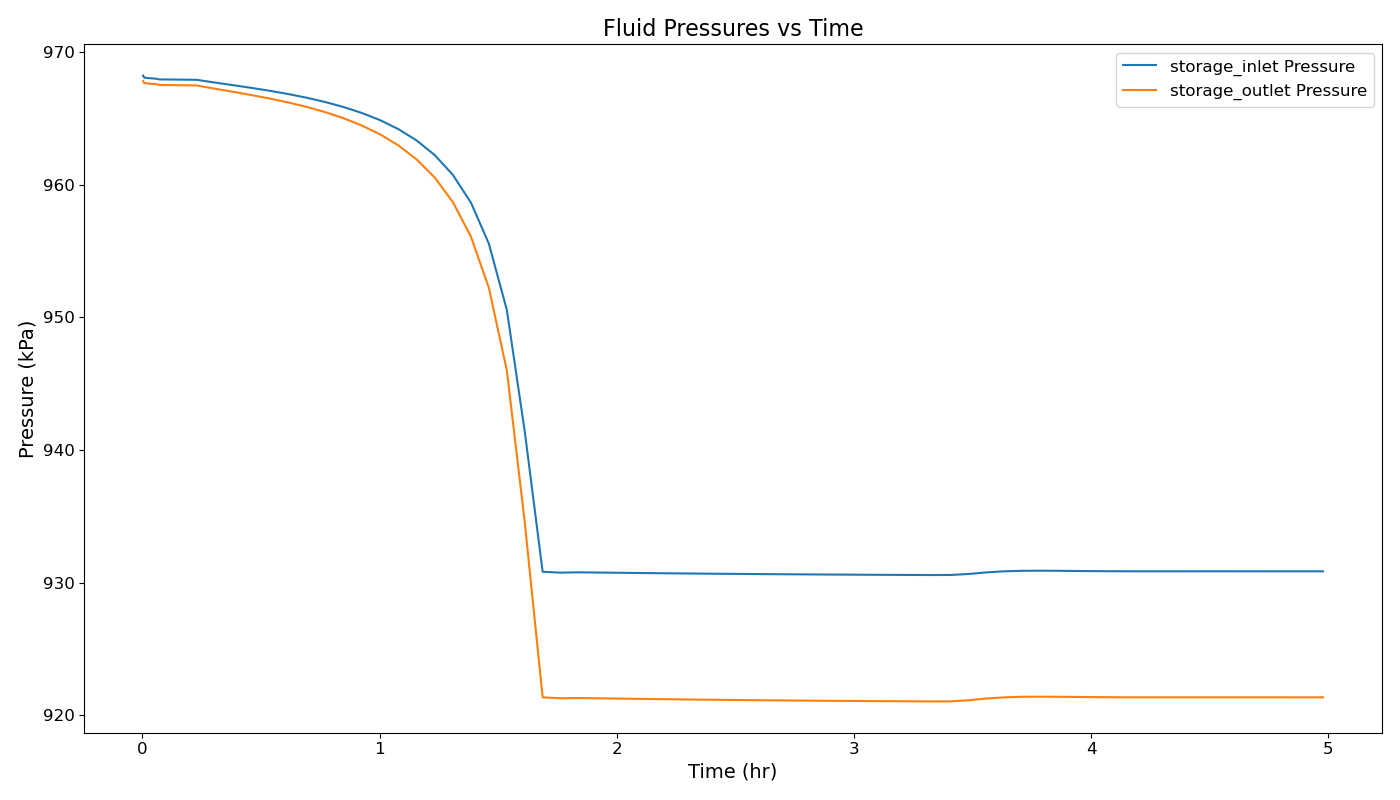 Fluid Pressures vs Time
storage_inlet Pressure
storage_outlet Pressure
Pressure (kPa)
970
960
950
940
930
920
0 1 2 3 4 5
Time (hr)